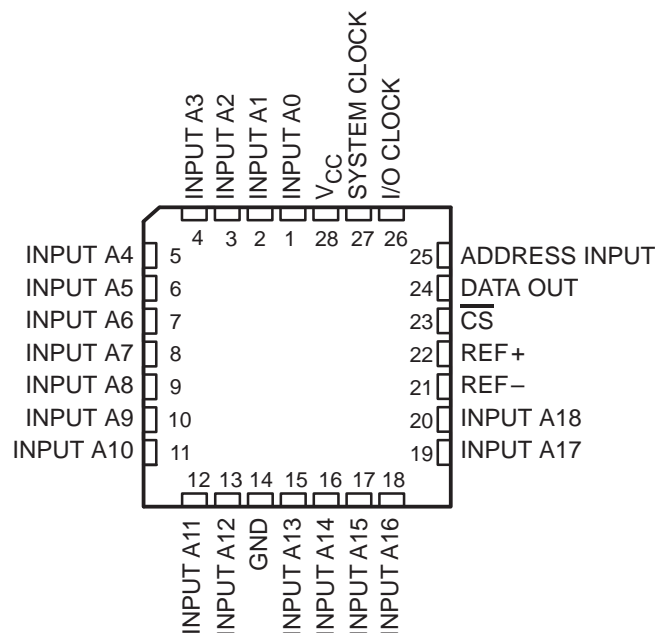 INPUT A3
INPUT A2
INPUT A1
INPUT A0
VCC
SYSTEM CLOCK
I/O CLOCK
4
3
2
1
28
27
26
INPUT A4
5
INPUT A5
6
INPUT A6
7
INPUT A7
8
INPUT A8
9
INPUT A9
10
INPUT A10
11
25
ADDRESS INPUT
24
DATA OUT
23
C̅S̅
22
REF+
21
REF−
20
INPUT A18
19
INPUT A17
12
13
14
15
16
17
18
INPUT A11
INPUT A12
GND
INPUT A13
INPUT A14
INPUT A15
INPUT A16